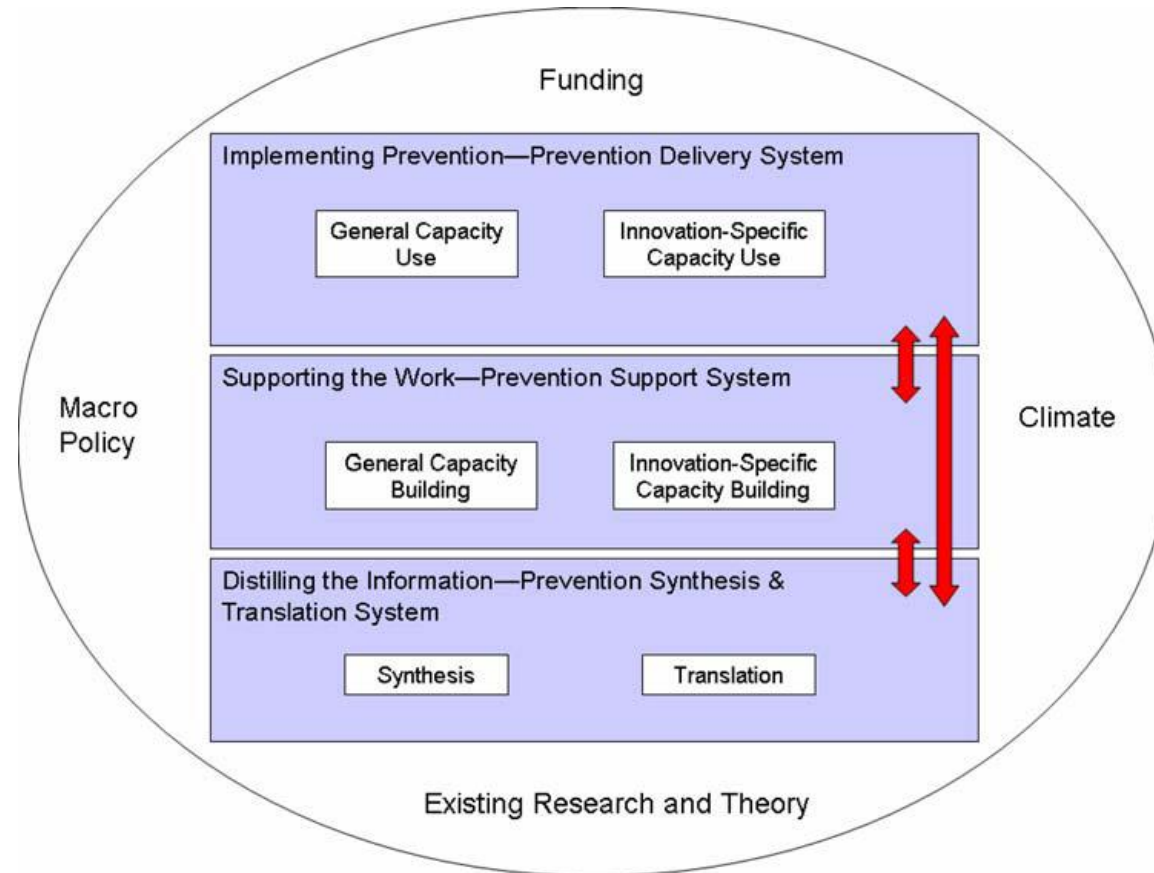 Funding
Implementing Prevention—Prevention Delivery System
General Capacity
Use
Innovation-Specific
Capacity Use
Macro
Policy
Supporting the Work—Prevention Support System
Climate
General Capacity
Building
Innovation-Specific
Capacity Building
Distilling the Information—Prevention Synthesis &
Translation System
Synthesis
Translation
Existing Research and Theory